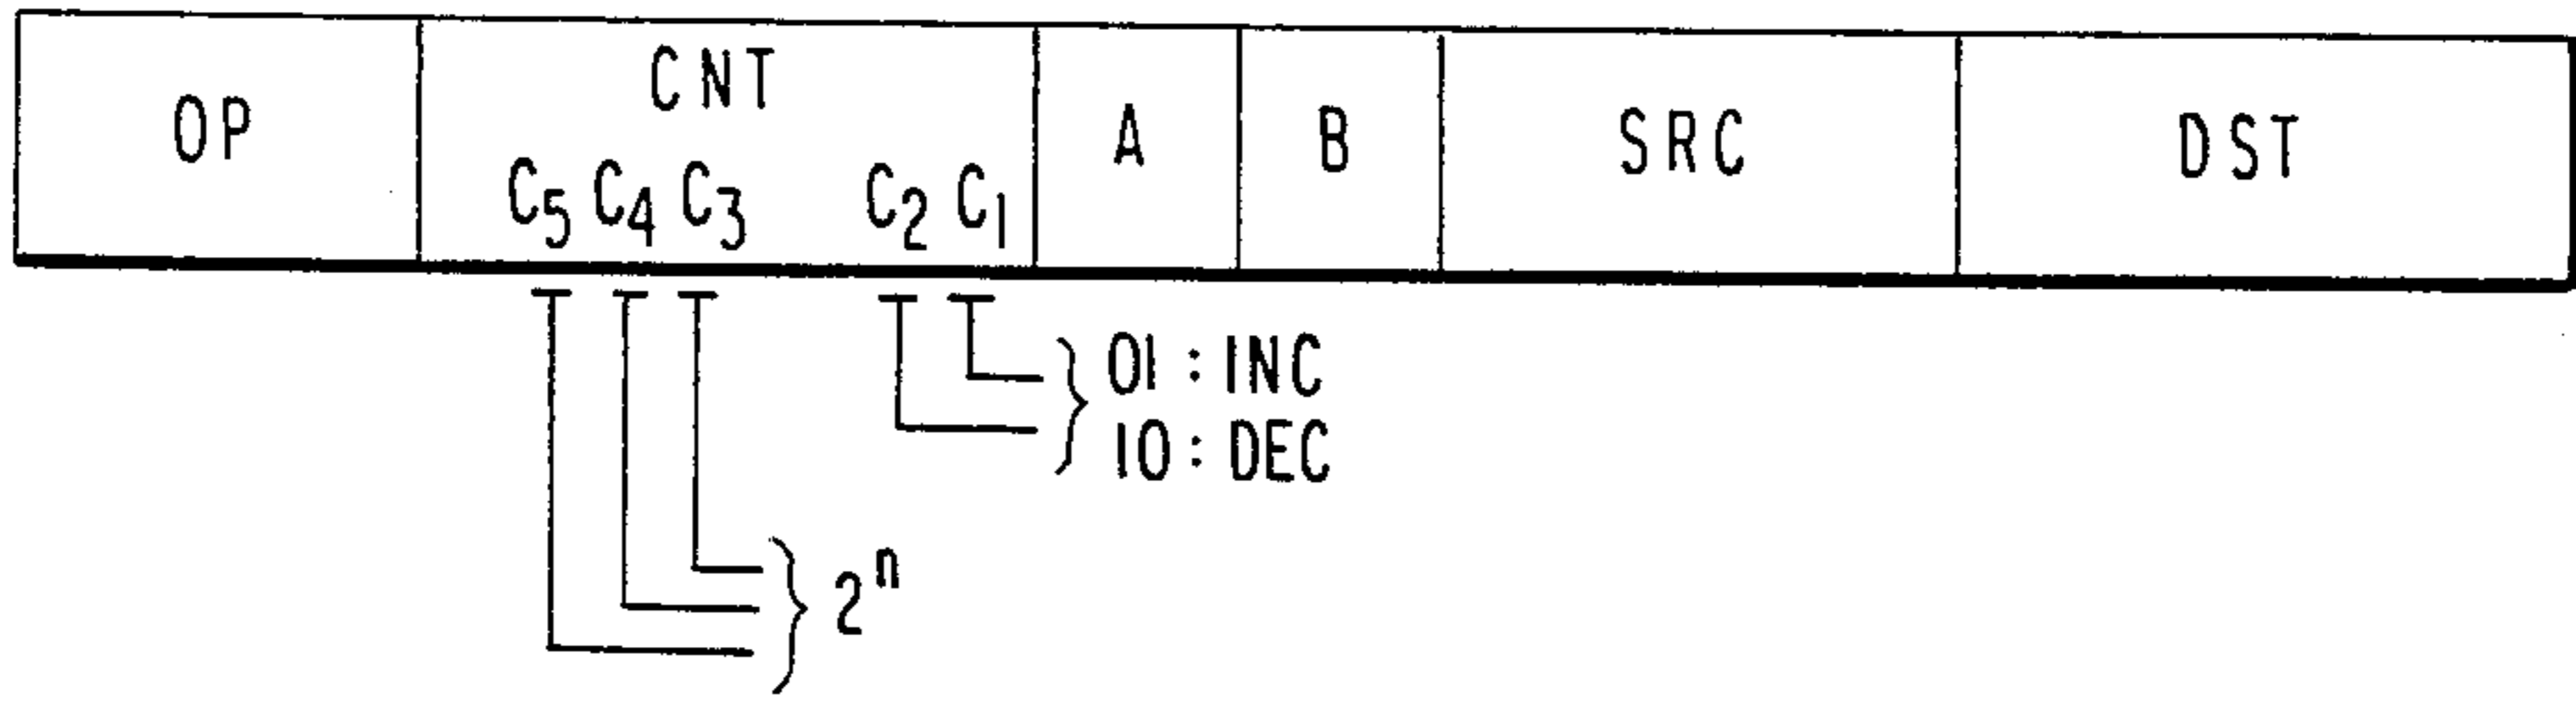 OP CNT A B SRC DST
C₅ C₄ C₃ C₂ C₁
01 : INC
10 : DEC
2ⁿ